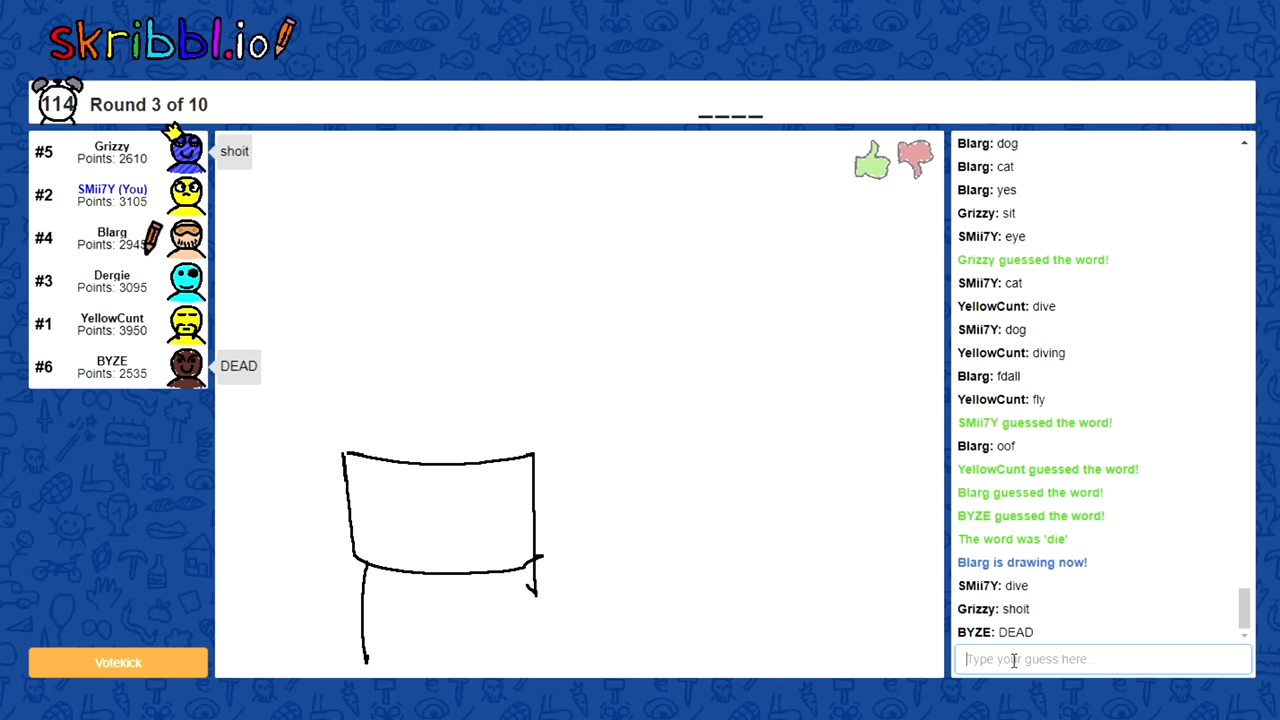 skribbl.io
114
Round 3 of 10
_ _ _ _
#5
Grizzy
Points: 2610
shoit
#2
SMii7Y (You)
Points: 3105
#4
Blarg
Points: 2945
#3
Dergie
Points: 3095
#1
YellowCunt
Points: 3950
#6
BYZE
Points: 2535
DEAD
Votekick
Blarg: dog
Blarg: cat
Blarg: yes
Grizzy: sit
SMii7Y: eye
Grizzy guessed the word!
SMii7Y: cat
YellowCunt: dive
SMii7Y: dog
YellowCunt: diving
Blarg: fdall
YellowCunt: fly
SMii7Y guessed the word!
Blarg: oof
YellowCunt guessed the word!
Blarg guessed the word!
BYZE guessed the word!
The word was 'die'
Blarg is drawing now!
SMii7Y: dive
Grizzy: shoit
BYZE: DEAD
Type your guess here...